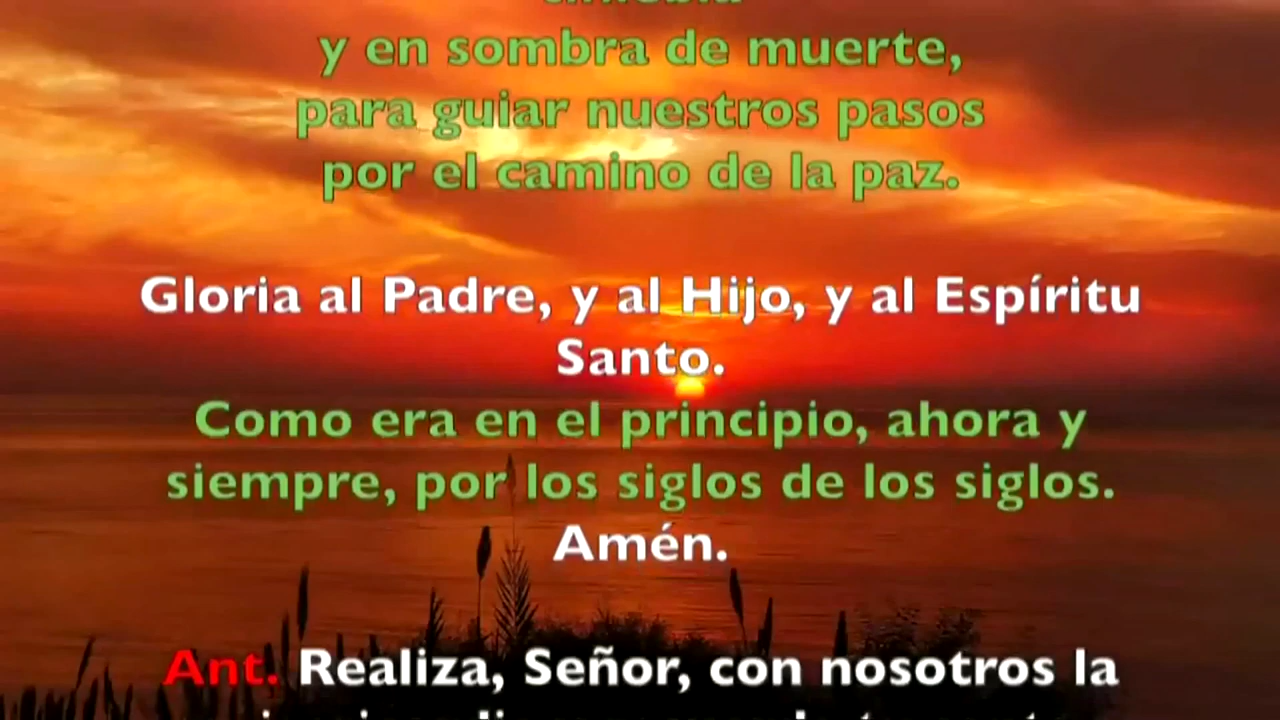 y en sombra de muerte,
para guiar nuestros pasos
por el camino de la paz.
Gloria al Padre, y al Hijo, y al Espíritu
Santo.
Como era en el principio, ahora y
siempre, por los siglos de los siglos.
Amén.
Ant. Realiza, Señor, con nosotros la